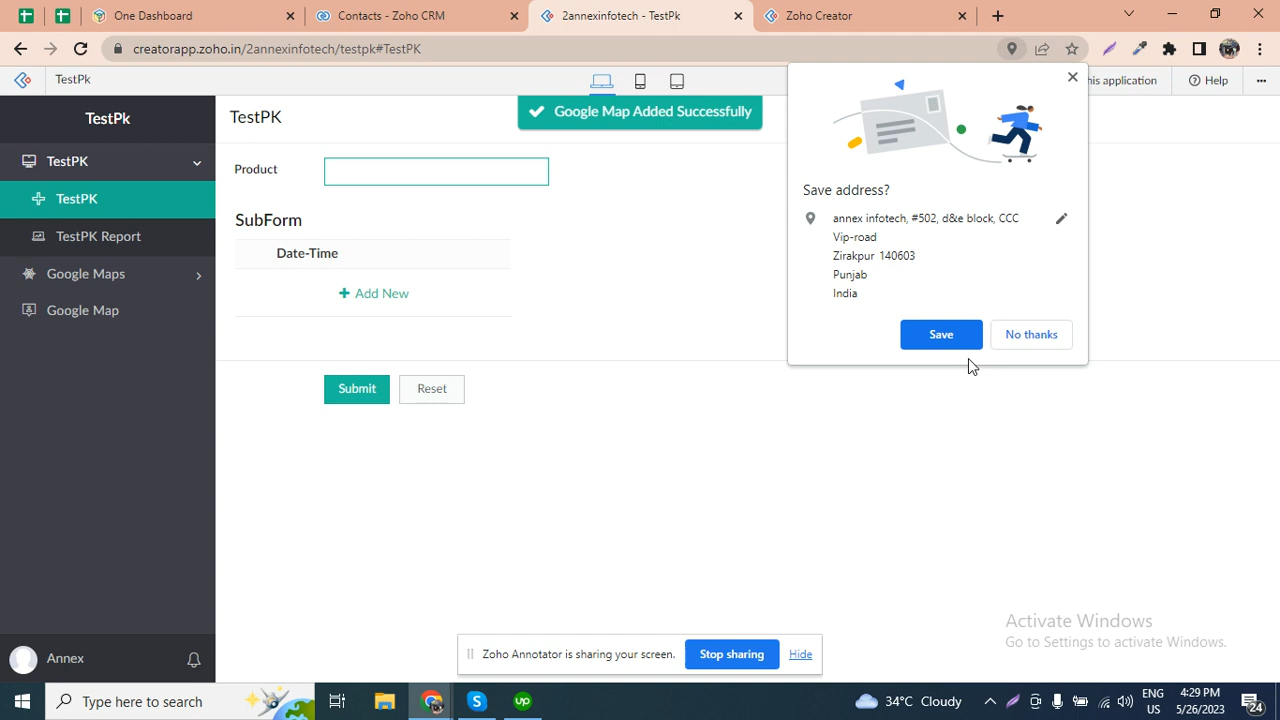 One Dashboard
Contacts - Zoho CRM
2annexinfotech - TestPk
Zoho Creator
creatorapp.zoho.in/2annexinfotech/testpk#TestPK
TestPk
his application
Help
TestPk
TestPK
Google Map Added Successfully
TestPK
TestPK
TestPK Report
Google Maps
Google Map
Product
SubForm
Date-Time
Add New
Submit
Reset
Save address?
annex infotech, #502, d&e block, CCC
Vip-road
Zirakpur 140603
Punjab
India
Save
No thanks
Activate Windows
Go to Settings to activate Windows.
Zoho Annotator is sharing your screen.
Stop sharing
Hide
Annex
Type here to search
34°C Cloudy
ENG
US
4:29 PM
5/26/2023
24